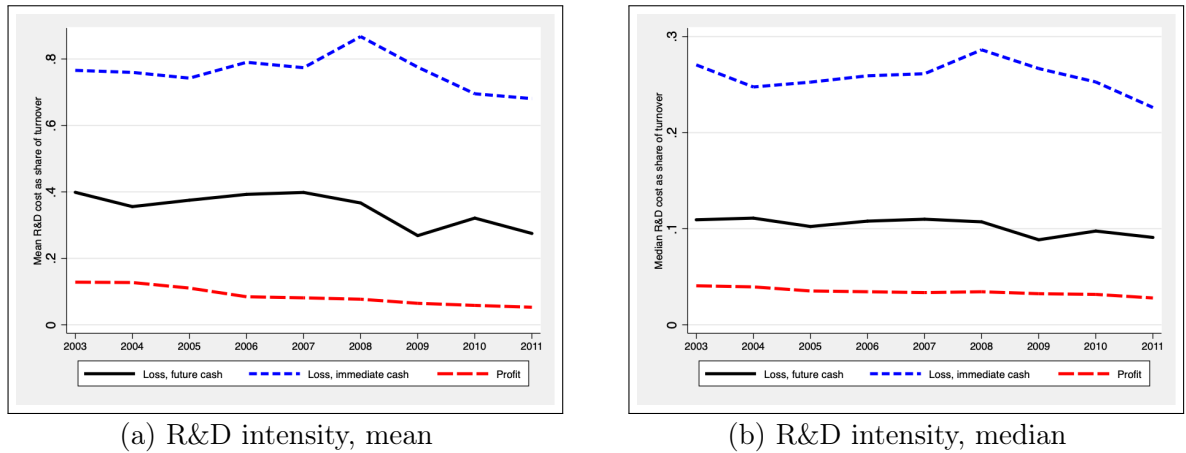 Mean R&D cost as share of turnover
.8
.6
.4
.2
0
2003 2004 2005 2006 2007 2008 2009 2010 2011
Loss, future cash Loss, immediate cash Profit
(a) R&D intensity, mean
Median R&D cost as share of turnover
.3
.2
.1
0
2003 2004 2005 2006 2007 2008 2009 2010 2011
Loss, future cash Loss, immediate cash Profit
(b) R&D intensity, median